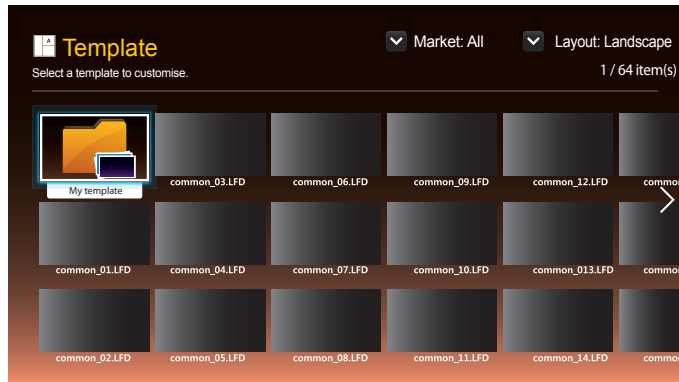 Template
Market: All
Layout: Landscape
Select a template to customise.
1 / 64 item(s)
My template
common_03.LFD
common_06.LFD
common_09.LFD
common_12.LFD
common_01.LFD
common_04.LFD
common_07.LFD
common_10.LFD
common_013.LFD
common_02.LFD
common_05.LFD
common_08.LFD
common_11.LFD
common_14.LFD